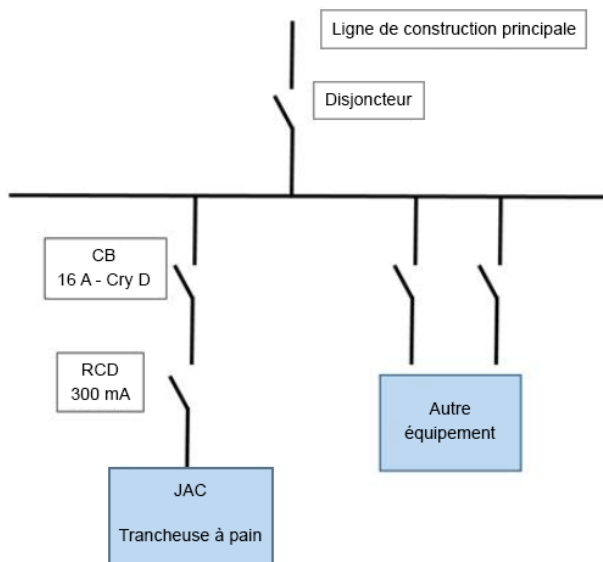 Ligne de construction principale
Disjoncteur
CB
16 A - Cry D
RCD
300 mA
Autre
équipement
JAC
Trancheuse à pain